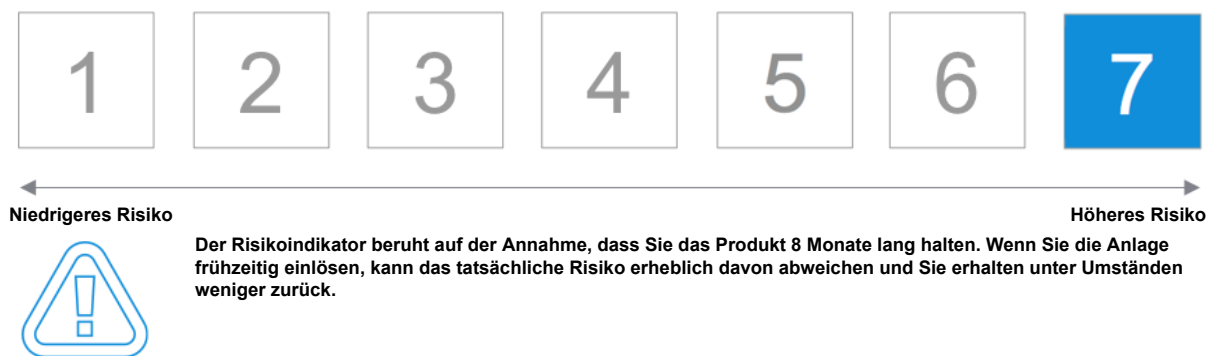 1 2 3 4 5 6 7
Niedrigeres Risiko Höheres Risiko
Der Risikoindikator beruht auf der Annahme, dass Sie das Produkt 8 Monate lang halten. Wenn Sie die Anlage
frühzeitig einlösen, kann das tatsächliche Risiko erheblich davon abweichen und Sie erhalten unter Umständen
weniger zurück.